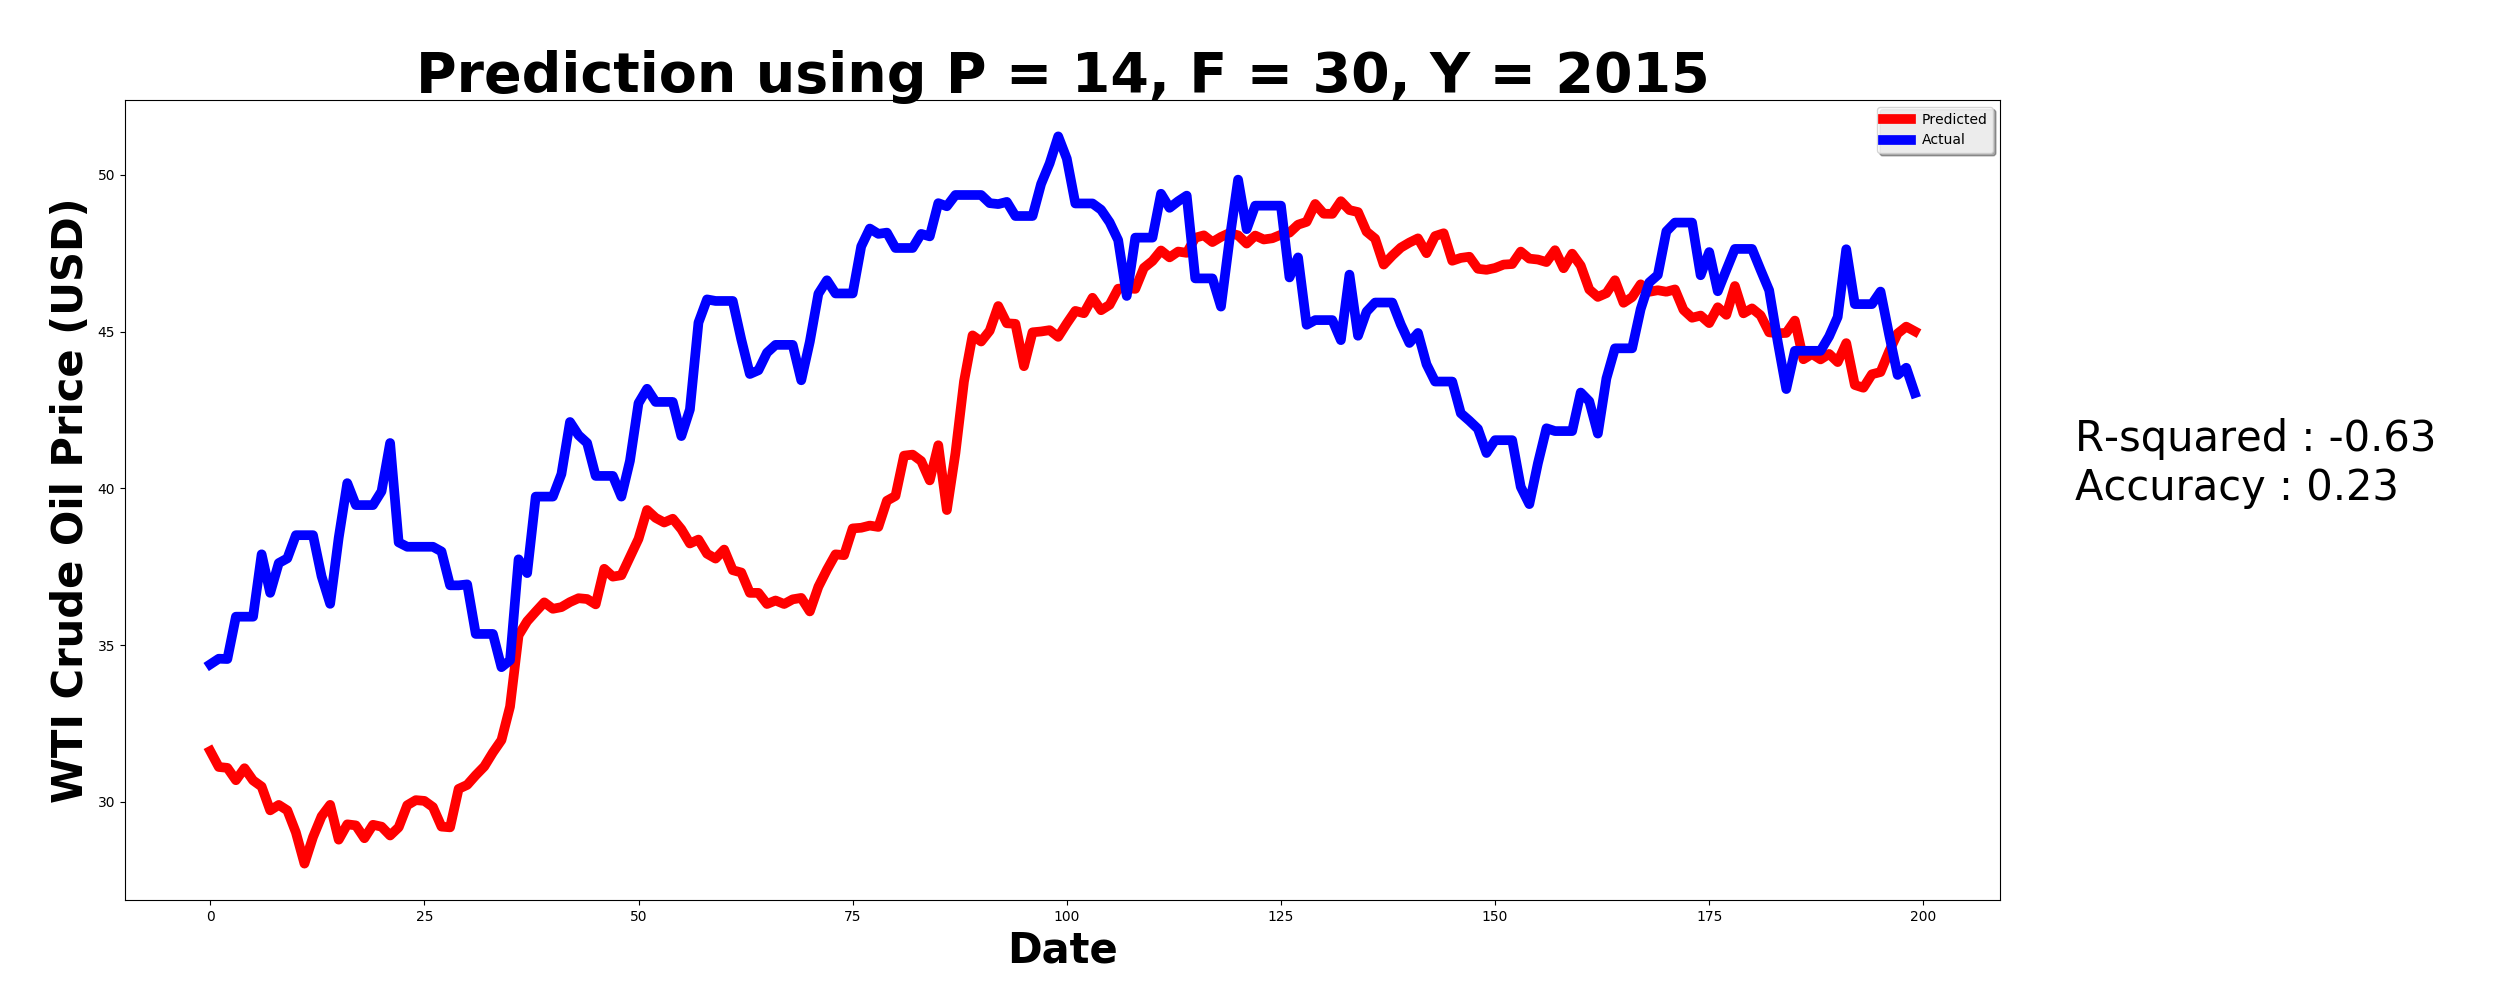 Prediction using P = 14, F = 30, Y = 2015
Predicted
Actual
WTI Crude Oil Price (USD)
50
45
40
35
30
R-squared : -0.63
Accuracy : 0.23
0 25 50 75 100 125 150 175 200
Date